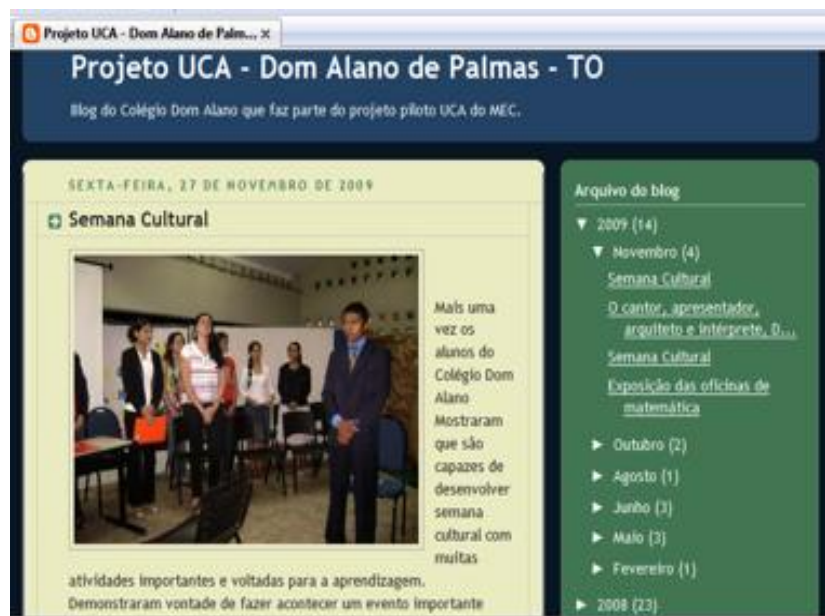 Projeto UCA - Dom Alano de Palm... x
Projeto UCA - Dom Alano de Palmas - TO
Blog do Colégio Dom Alano que faz parte do projeto piloto UCA do MEC.
SEXTA-FEIRA, 27 DE NOVEMBRO DE 2009
Semana Cultural
Mais uma
vez os
alunos do
Colégio Dom
Alano
Mostraram
que são
capazes de
desenvolver
semana
cultural com
muitas
atividades importantes e voltadas para a aprendizagem.
Demonstraram vontade de fazer acontecer um evento importante
Arquivo do blog
▼ 2009 (14)
▼ Novembro (4)
Semana Cultural
O cantor, apresentador,
arquiteto e intérprete, D...
Semana Cultural
Exposição das oficinas de
matemática
► Outubro (2)
► Agosto (1)
► Junho (3)
► Maio (3)
► Fevereiro (1)
► 2008 (23)